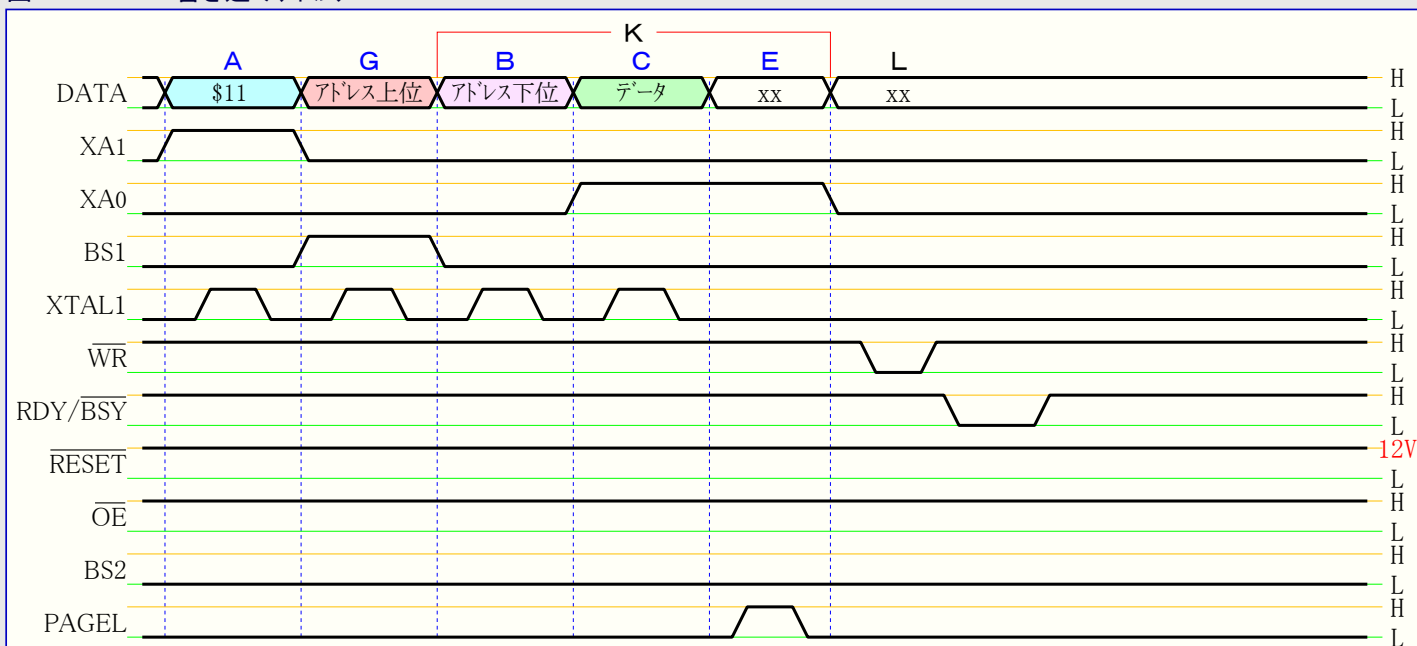 K
A G B C E L
DATA $11 アドレス上位 アドレス下位 データ xx xx H
L
XA1 H
L
XA0 H
L
BS1 H
L
XTAL1 H
L
WR H
L
RDY/BSY H
L
RESET 12V
L
OE H
L
BS2 H
L
PAGEL H
L